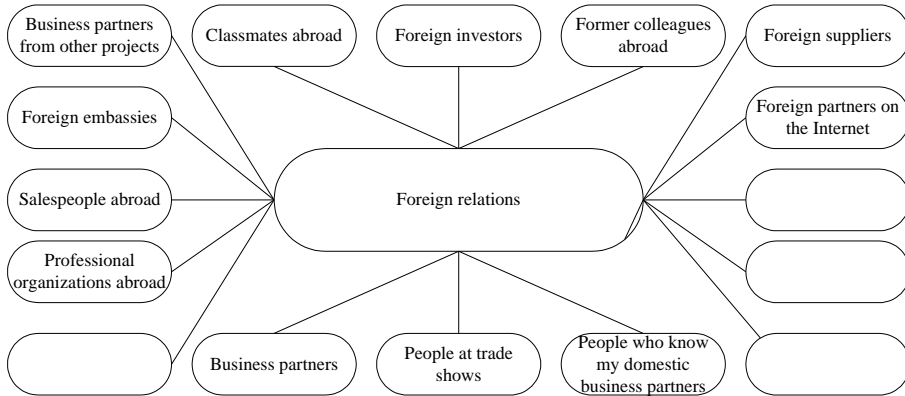 Business partners
from other projects
Classmates abroad
Foreign investors
Former colleagues
abroad
Foreign suppliers
Foreign embassies
Foreign partners on
the Internet
Salespeople abroad
Foreign relations
Professional
organizations abroad
Business partners
People at trade
shows
People who know
my domestic
business partners